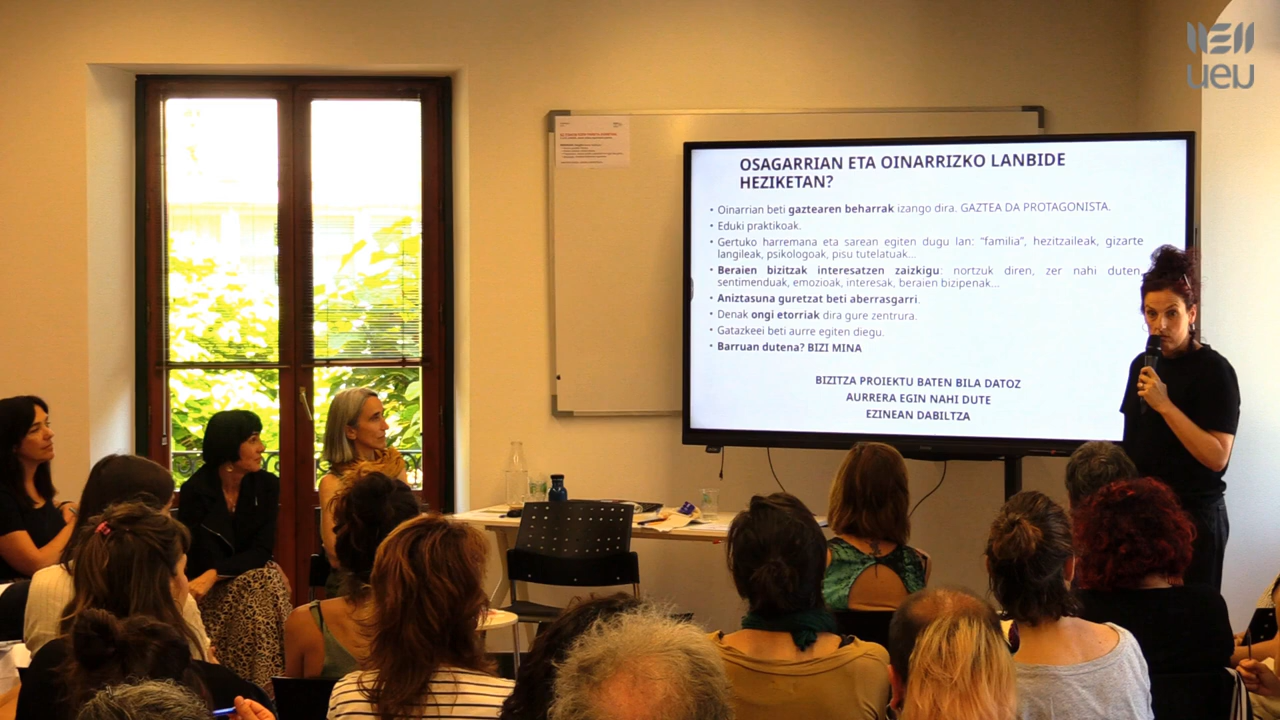 ueu
OSAGARRIAN ETA OINARRIZKO LANBIDE
HEZIKETAN?
• Oinarrian beti gaztearen beharrak izango dira. GAZTEA DA PROTAGONISTA.
• Eduki praktikoak.
• Gertuko harremana eta sarean egiten dugu lan: "familia", hezitzaileak, gizarte
langileak, psikologoak, pisu tutelatuak...
• Beraien bizitzak interesatzen zaizkigu: nortzuk diren, zer nahi duten,
sentimenduak, emozioak, interesak, beraien bizipenak...
• Aniztasuna guretzat beti aberrasgarri.
• Denak ongi etorriak dira gure zentrura.
• Gatazkeei beti aurre egiten diegu.
• Barruan dutena? BIZI MINA
BIZITZA PROIEKTU BATEN BILA DATOZ
AURRERA EGIN NAHI DUTE
EZINEAN DABILTZA